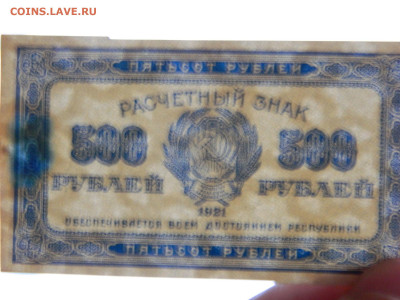 COINS.LAVE.RU
ПЯТЬСОТ РУБЛЕЙ
РАСЧЕТНЫЙ ЗНАК
500 500
РУБЛЕЙ РУБЛЕЙ
1921
ОБЕСПЕЧИВАЕТСЯ ВСЕМ ДОСТОЯНИЕМ РЕСПУБЛИКИ
ПЯТЬСОТ РУБЛЕЙ